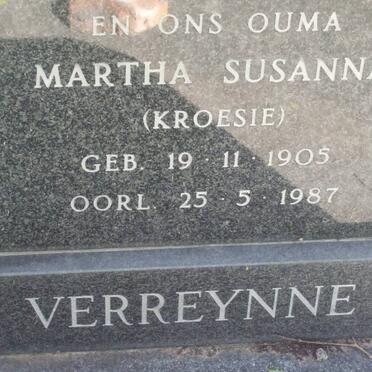 EN ONS OUMA
MARTHA SUSANNA
(KROESIE)
GEB. 19 · 11 · 1905
OORL. 25 · 5 · 1987
VERREYNNE